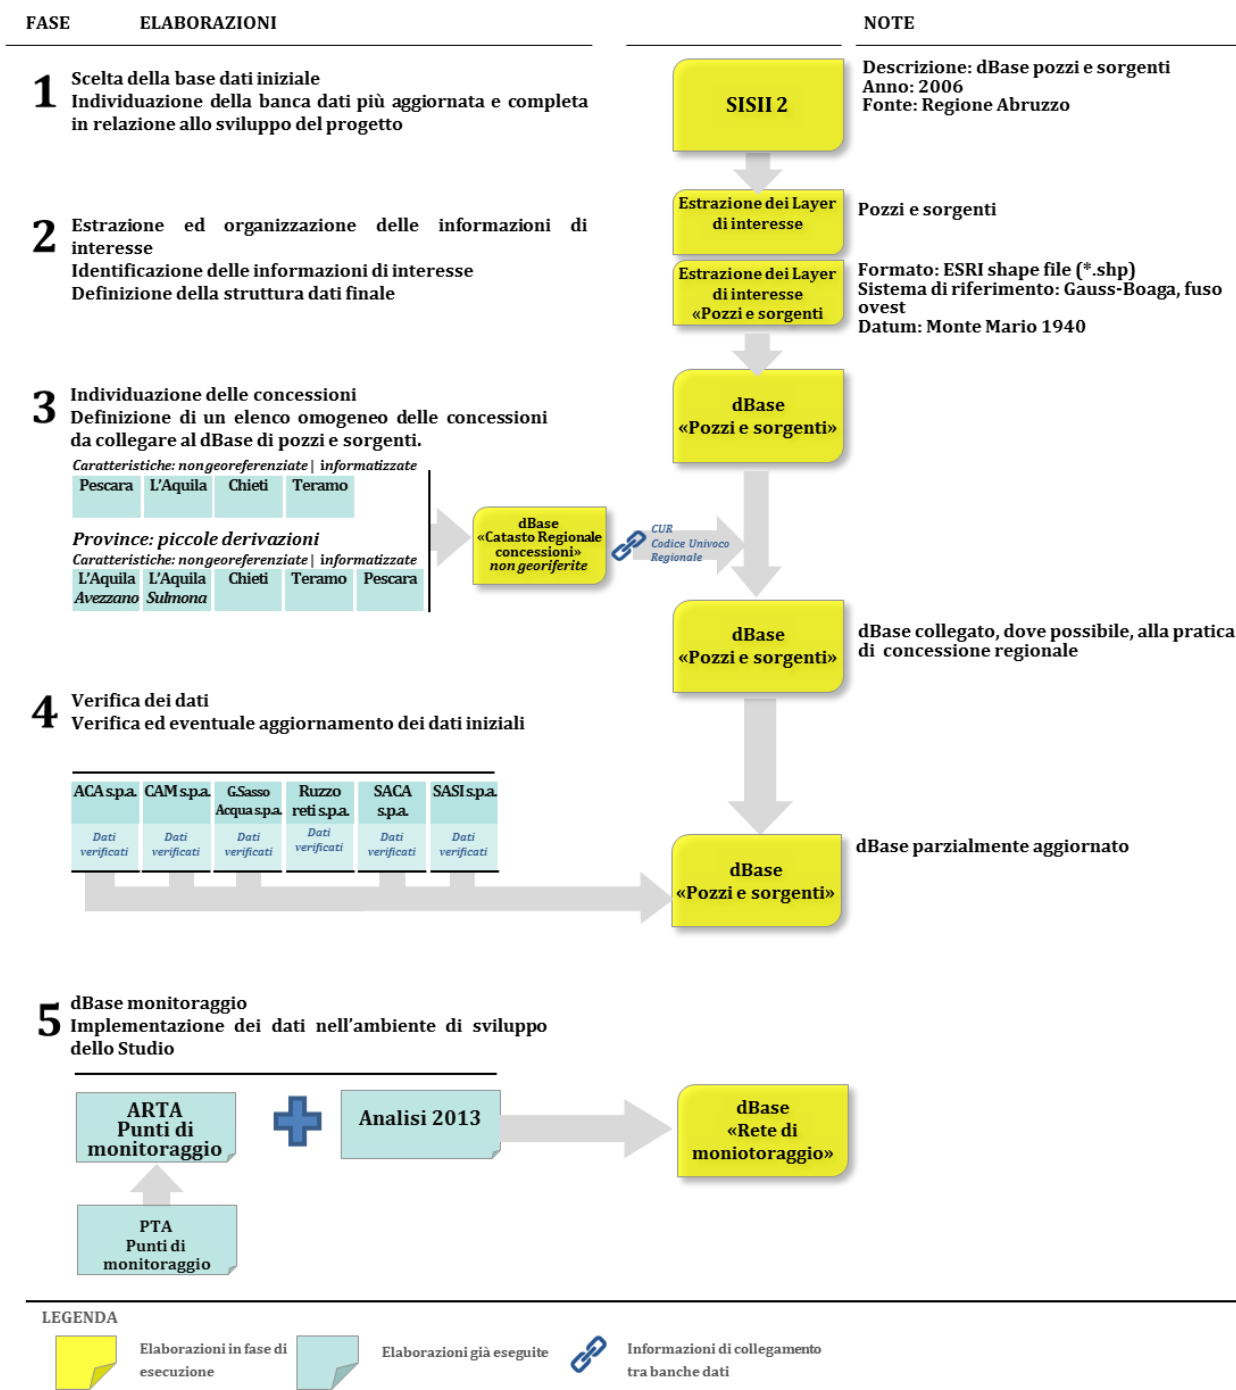 FASE ELABORAZIONI NOTE
1
Scelta della base dati iniziale
Individuazione della banca dati più aggiornata e completa
in relazione allo sviluppo del progetto
SISII 2
Descrizione: dBase pozzi e sorgenti
Anno: 2006
Fonte: Regione Abruzzo
2
Estrazione ed organizzazione delle informazioni di
interesse
Identificazione delle informazioni di interesse
Definizione della struttura dati finale
Estrazione dei Layer
di interesse
Pozzi e sorgenti
Estrazione dei Layer
di interesse
«Pozzi e sorgenti
Formato: ESRI shape file (*.shp)
Sistema di riferimento: Gauss-Boaga, fuso
ovest
Datum: Monte Mario 1940
3
Individuazione delle concessioni
Definizione di un elenco omogeneo delle concessioni
da collegare al dBase di pozzi e sorgenti.
dBase
«Pozzi e sorgenti»
Caratteristiche: non georeferenziate | informatizzate
Pescara L'Aquila Chieti Teramo
Province: piccole derivazioni
Caratteristiche: non georeferenziate | informatizzate
L'Aquila L'Aquila Chieti Teramo Pescara
Avezzano Sulmona
dBase
«Catasto Regionale
concessioni»
non georiferite
CUR
Codice Univoco
Regionale
dBase
«Pozzi e sorgenti»
dBase collegato, dove possibile, alla pratica
di concessione regionale
4
Verifica dei dati
Verifica ed eventuale aggiornamento dei dati iniziali
ACA s.p.a. CAM s.p.a. G.Sasso Ruzzo SACA SASI s.p.a.
Acqua s.p.a. reti s.p.a. s.p.a.
Dati Dati Dati Dati Dati Dati
verificati verificati verificati verificati verificati verificati
dBase
«Pozzi e sorgenti»
dBase parzialmente aggiornato
5
dBase monitoraggio
Implementazione dei dati nell'ambiente di sviluppo
dello Studio
ARTA
Punti di
monitoraggio
Analisi 2013
dBase
«Rete di
moniotoraggio»
PTA
Punti di
monitoraggio
LEGENDA
Elaborazioni in fase di
esecuzione
Elaborazioni già eseguite
Informazioni di collegamento
tra banche dati